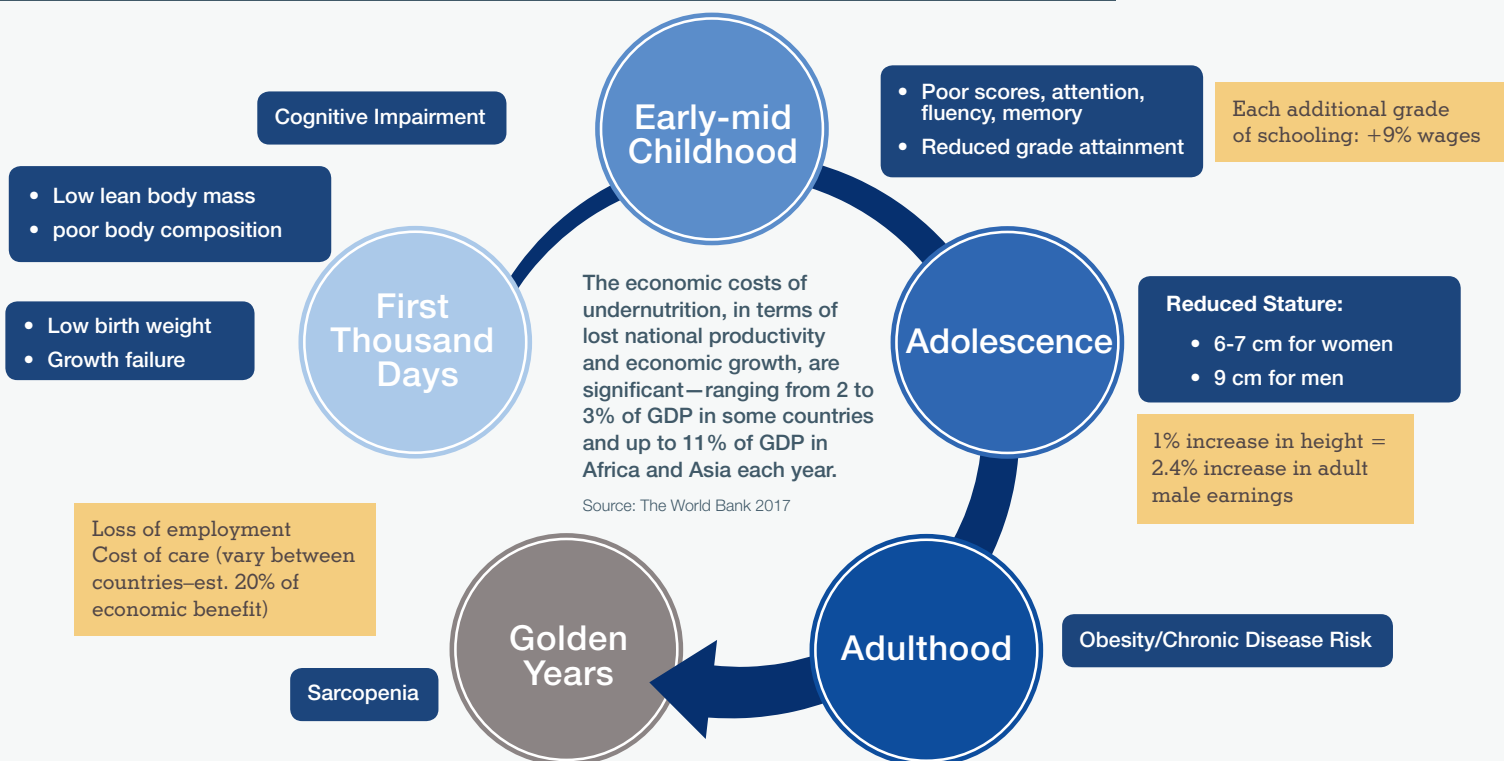 Early-mid
Childhood
Cognitive Impairment
• Poor scores, attention,
fluency, memory
• Reduced grade attainment
Each additional grade
of schooling: +9% wages
• Low lean body mass
• poor body composition
First
Thousand
Days
• Low birth weight
• Growth failure
The economic costs of
undernutrition, in terms of
lost national productivity
and economic growth, are
significant—ranging from 2 to
3% of GDP in some countries
and up to 11% of GDP in
Africa and Asia each year.
Source: The World Bank 2017
Adolescence
Reduced Stature:
• 6-7 cm for women
• 9 cm for men
1% increase in height =
2.4% increase in adult
male earnings
Loss of employment
Cost of care (vary between
countries–est. 20% of
economic benefit)
Golden
Years
Sarcopenia
Adulthood
Obesity/Chronic Disease Risk